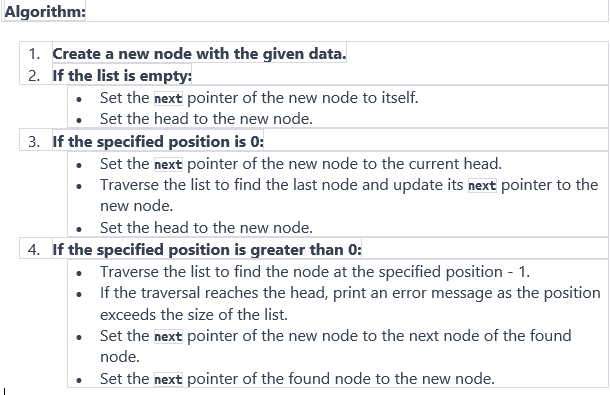 Algorithm:
1. Create a new node with the given data.
2. If the list is empty:
• Set the next pointer of the new node to itself.
• Set the head to the new node.
3. If the specified position is 0:
• Set the next pointer of the new node to the current head.
• Traverse the list to find the last node and update its next pointer to the
new node.
• Set the head to the new node.
4. If the specified position is greater than 0:
• Traverse the list to find the node at the specified position - 1.
• If the traversal reaches the head, print an error message as the position
exceeds the size of the list.
• Set the next pointer of the new node to the next node of the found
node.
• Set the next pointer of the found node to the new node.